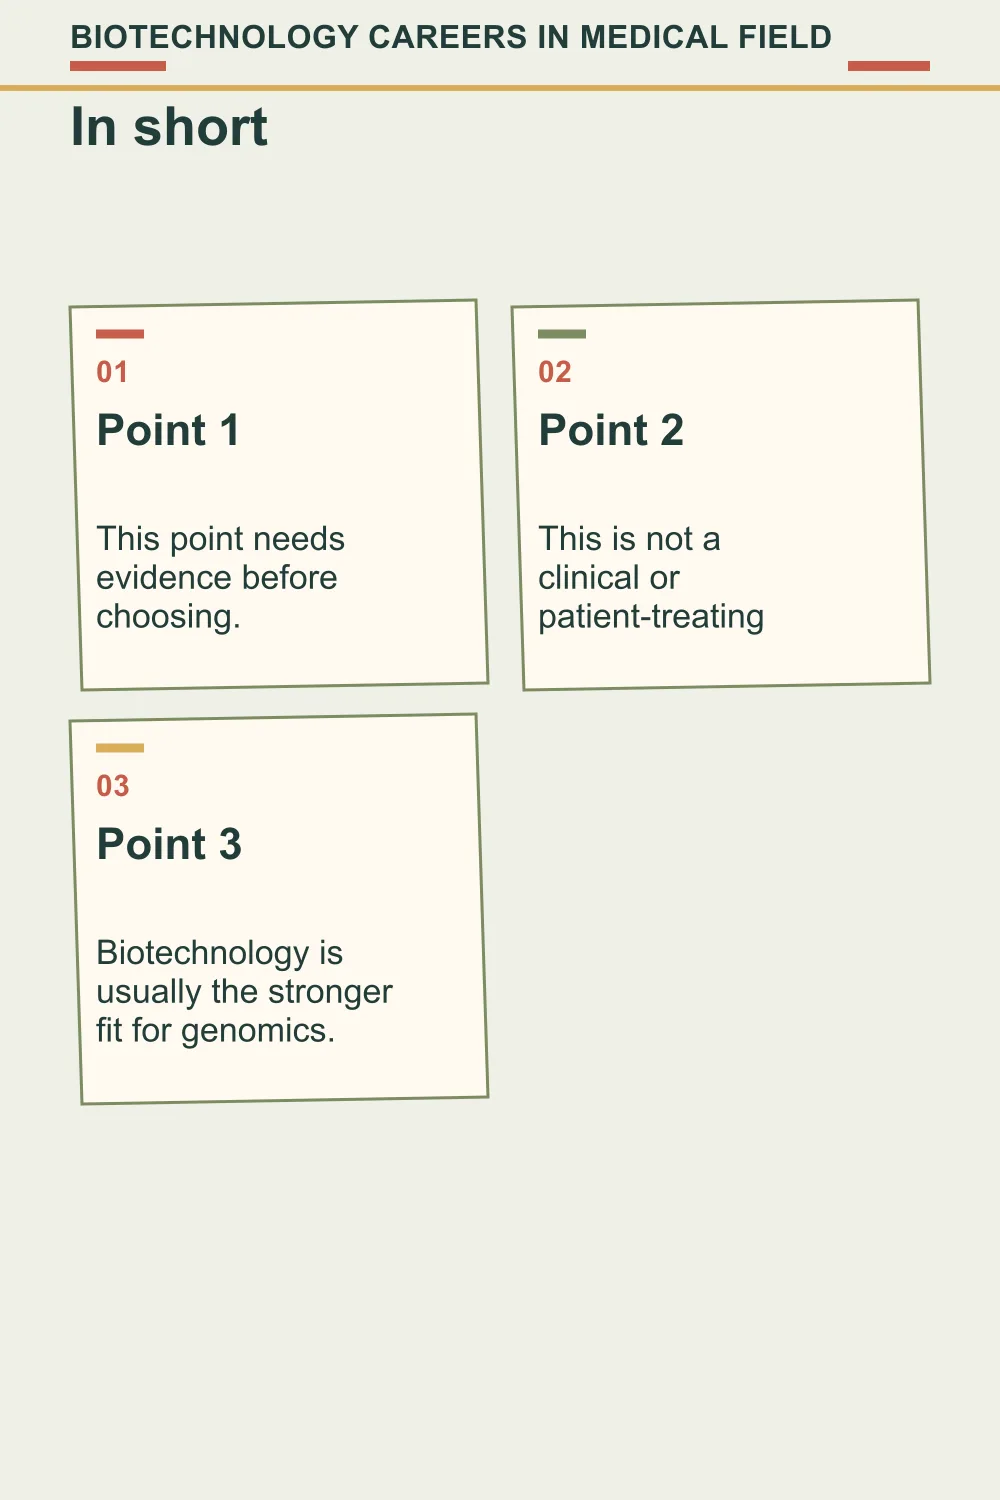 BIOTECHNOLOGY CAREERS IN MEDICAL FIELD
In short
01
Point 1
This point needs
evidence before
choosing.
02
Point 2
This is not a
clinical or
patient-treating
03
Point 3
Biotechnology is
usually the stronger
fit for genomics.